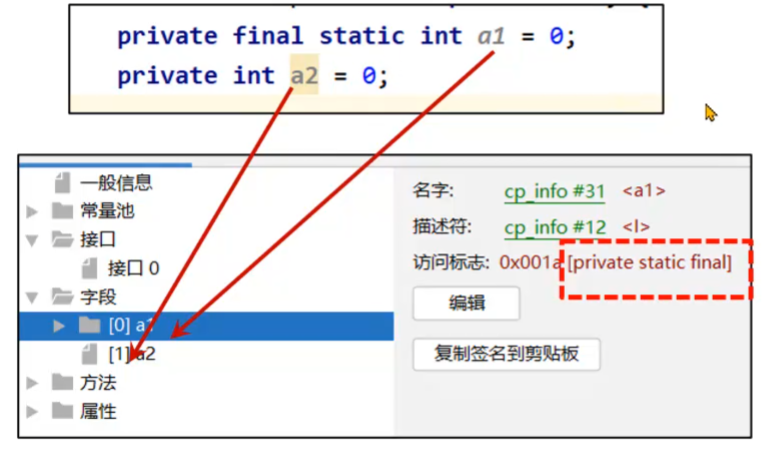 private final static int a1 = 0;
private int a2 = 0;
一般信息
常量池
接口
接口 0
字段
[0] a1
[1] a2
方法
属性
名字: cp_info #31 <a1>
描述符: cp_info #12 <I>
访问标志: 0x001a [private static final]
编辑
复制签名到剪贴板